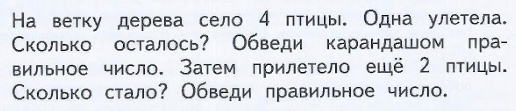 На ветку дерева село 4 птицы. Одна улетела.
Сколько осталось? Обведи карандашом пра-
вильное число. Затем прилетело ещё 2 птицы.
Сколько стало? Обведи правильное число.